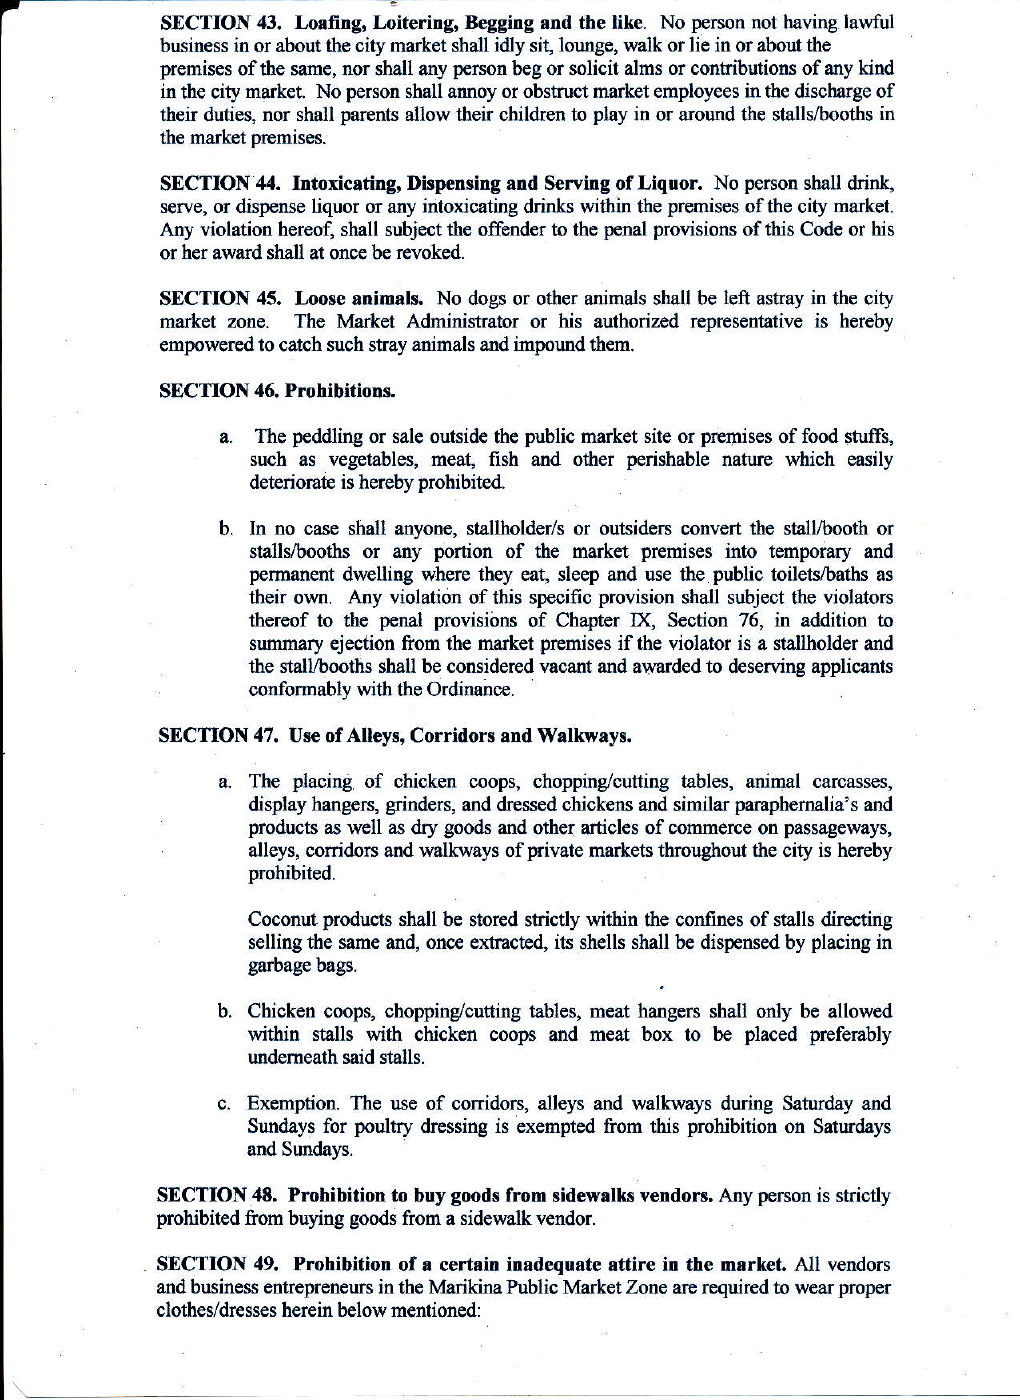 SECTION 43. Loafing, Loitering, Begging and the like. No person not having lawful
business in or about the city market shall idly sit, lounge, walk or lie in or about the
premises of the same, nor shall any person beg or solicit alms or contributions of any kind
in the city market. No person shall annoy or obstruct market employees in the discharge of
their duties, nor shall parents allow their children to play in or around the stalls/booths in
the market premises.
SECTION 44. Intoxicating, Dispensing and Serving of Liquor. No person shall drink,
serve, or dispense liquor or any intoxicating drinks within the premises of the city market.
Any violation hereof, shall subject the offender to the penal provisions of this Code or his
or her award shall at once be revoked.
SECTION 45. Loose animals. No dogs or other animals shall be left astray in the city
market zone. The Market Administrator or his authorized representative is hereby
empowered to catch such stray animals and impound them.
SECTION 46. Prohibitions.
a. The peddling or sale outside the public market site or premises of food stuffs,
such as vegetables, meat, fish and other perishable nature which easily
deteriorate is hereby prohibited.
b. In no case shall anyone, stallholder/s or outsiders convert the stall/booth or
stalls/booths or any portion of the market premises into temporary and
permanent dwelling where they eat, sleep and use the public toilets/baths as
their own. Any violation of this specific provision shall subject the violators
thereof to the penal provisions of Chapter IX, Section 76, in addition to
summary ejection from the market premises if the violator is a stallholder and
the stall/booths shall be considered vacant and awarded to deserving applicants
conformably with the Ordinance.
SECTION 47. Use of Alleys, Corridors and Walkways.
a. The placing of chicken coops, chopping/cutting tables, animal carcasses,
display hangers, grinders, and dressed chickens and similar paraphernalia's and
products as well as dry goods and other articles of commerce on passageways,
alleys, corridors and walkways of private markets throughout the city is hereby
prohibited.
Coconut products shall be stored strictly within the confines of stalls directing
selling the same and, once extracted, its shells shall be dispensed by placing in
garbage bags.
b. Chicken coops, chopping/cutting tables, meat hangers shall only be allowed
within stalls with chicken coops and meat box to be placed preferably
underneath said stalls.
c. Exemption. The use of corridors, alleys and walkways during Saturday and
Sundays for poultry dressing is exempted from this prohibition on Saturdays
and Sundays.
SECTION 48. Prohibition to buy goods from sidewalks vendors. Any person is strictly
prohibited from buying goods from a sidewalk vendor.
SECTION 49. Prohibition of a certain inadequate attire in the market. All vendors
and business entrepreneurs in the Marikina Public Market Zone are required to wear proper
clothes/dresses herein below mentioned: